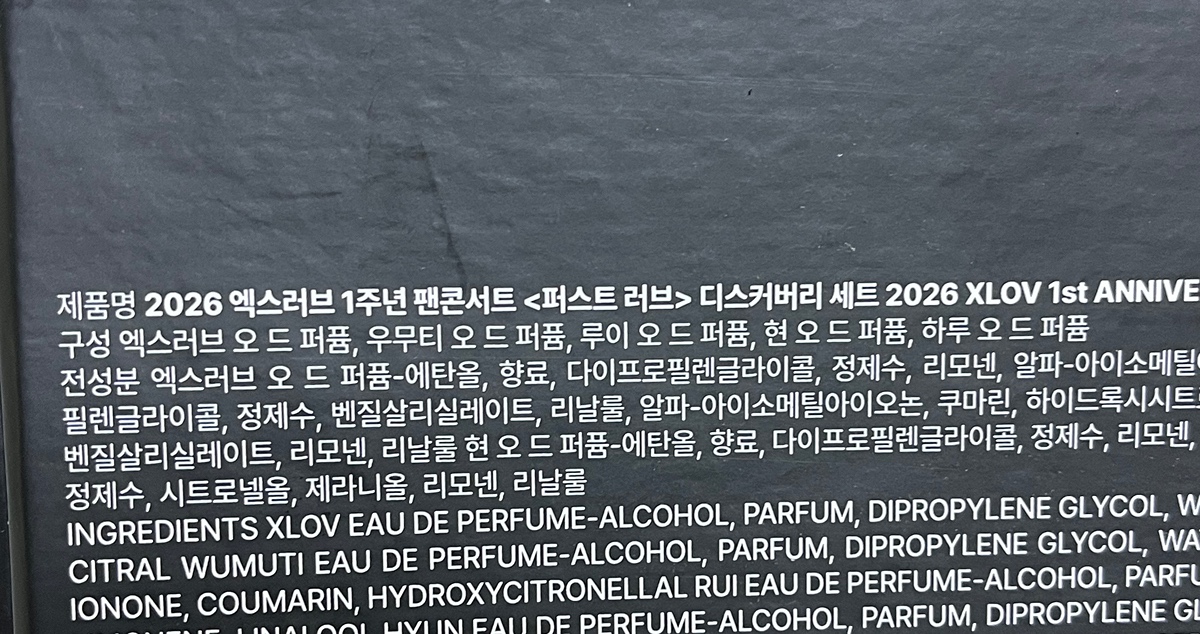 제품명 2026 엑스러브 1주년 팬콘서트 <퍼스트 러브> 디스커버리 세트 2026 XLOV 1st ANNIVE
구성 엑스러브 오 드 퍼퓸, 우무티 오 드 퍼퓸, 루이 오 드 퍼퓸, 현 오 드 퍼퓸, 하루 오 드 퍼퓸
전성분 엑스러브 오 드 퍼퓸-에탄올, 향료, 다이프로필렌글라이콜, 정제수, 리모넨, 알파-아이소메틸
필렌글라이콜, 정제수, 벤질살리실레이트, 리날룰, 알파-아이소메틸아이오논, 쿠마린, 하이드록시시트
벤질살리실레이트, 리모넨, 리날룰 현 오 드 퍼퓸-에탄올, 향료, 다이프로필렌글라이콜, 정제수, 리모넨,
정제수, 시트로넬올, 제라니올, 리모넨, 리날룰
INGREDIENTS XLOV EAU DE PERFUME-ALCOHOL, PARFUM, DIPROPYLENE GLYCOL, W
CITRAL WUMUTI EAU DE PERFUME-ALCOHOL, PARFUM, DIPROPYLENE GLYCOL, WA
IONONE, COUMARIN, HYDROXYCITRONELLAL RUI EAU DE PERFUME-ALCOHOL, PARFU
LINALOOL HYUN EAU DE PERFUME-ALCOHOL, PARFUM, DIPROPYLENE GL